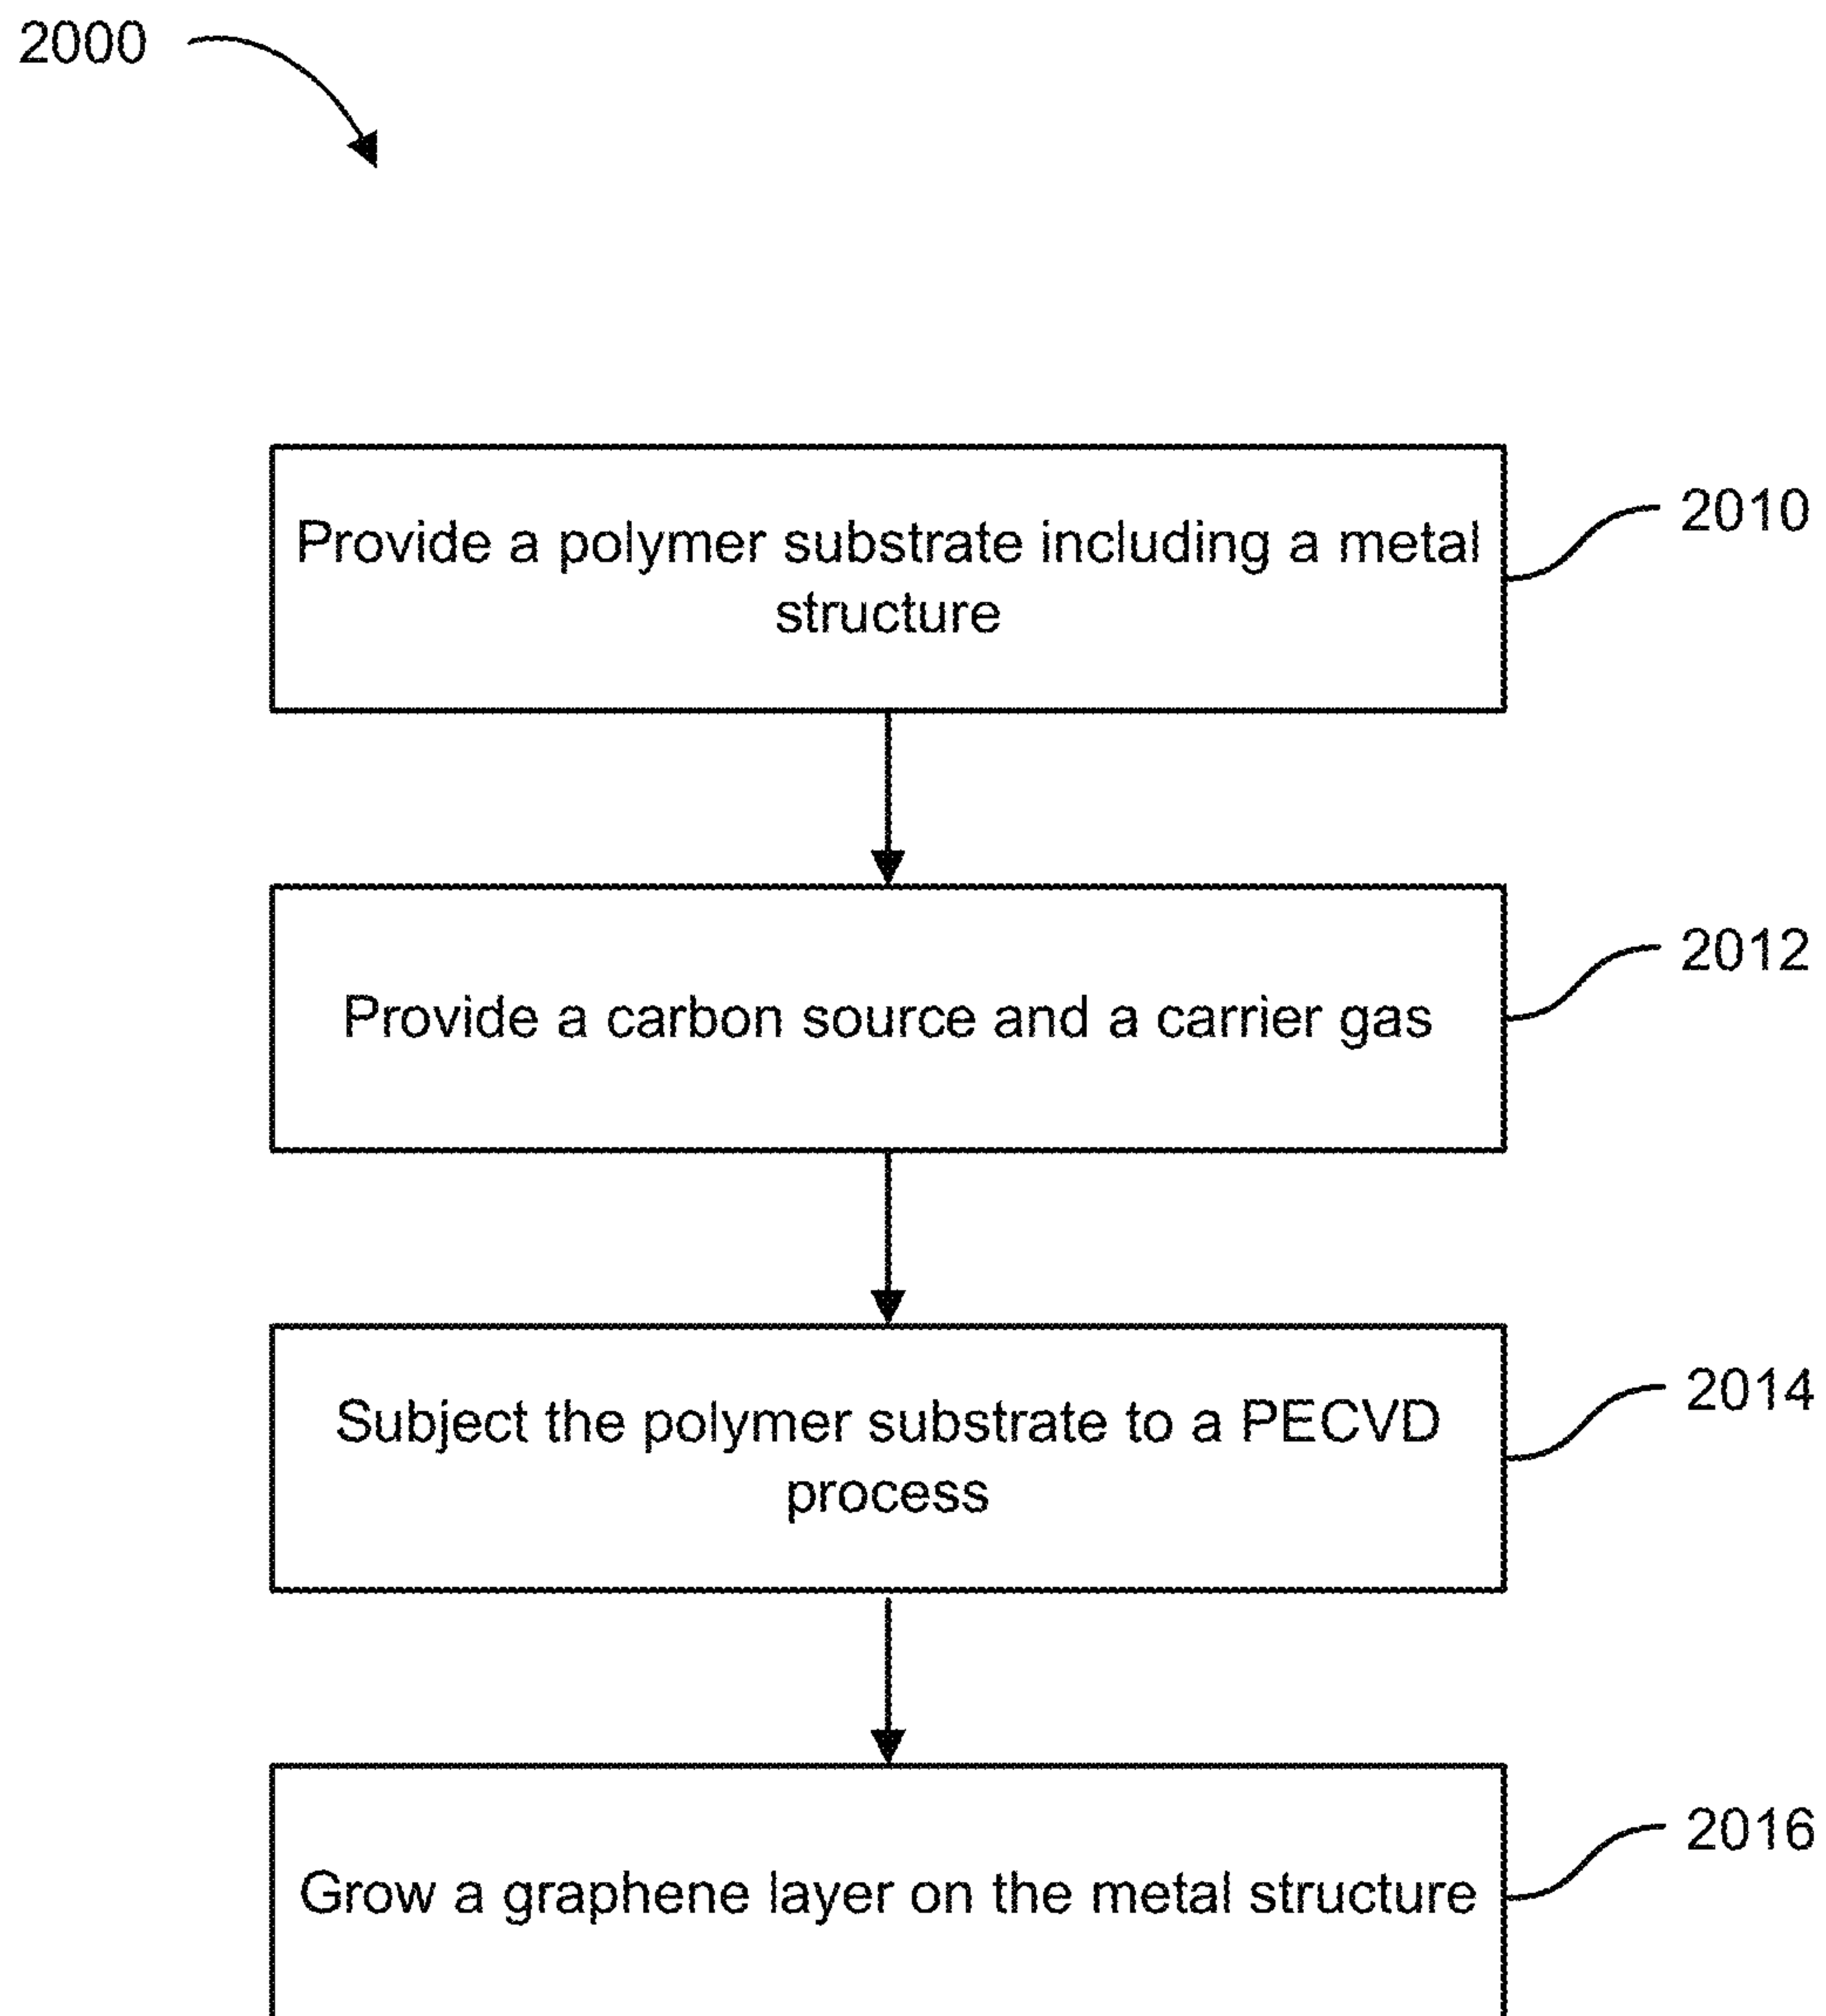 2000
Provide a polymer substrate including a metal
structure
2010
Provide a carbon source and a carrier gas
2012
Subject the polymer substrate to a PECVD
process
2014
Grow a graphene layer on the metal structure
2016